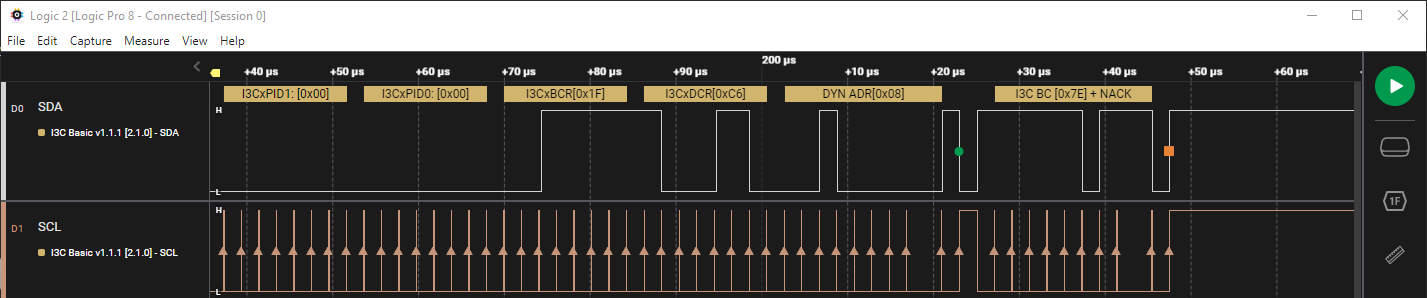 Logic 2 [Logic Pro 8 - Connected] [Session 0]
File Edit Capture Measure View Help
200 µs
+40 µs +50 µs +60 µs +70 µs +80 µs +90 µs +10 µs +20 µs +30 µs +40 µs +50 µs +60 µs
I3CxPID1: [0x00] I3CxPID0: [0x00] I3CxBCR[0x1F] I3CxDCR[0xC6] DYN ADR[0x08] I3C BC [0x7E] + NACK
D0 SDA H
I3C Basic v1.1.1 [2.1.0] - SDA
L
D1 SCL H
I3C Basic v1.1.1 [2.1.0] - SCL
L
1F